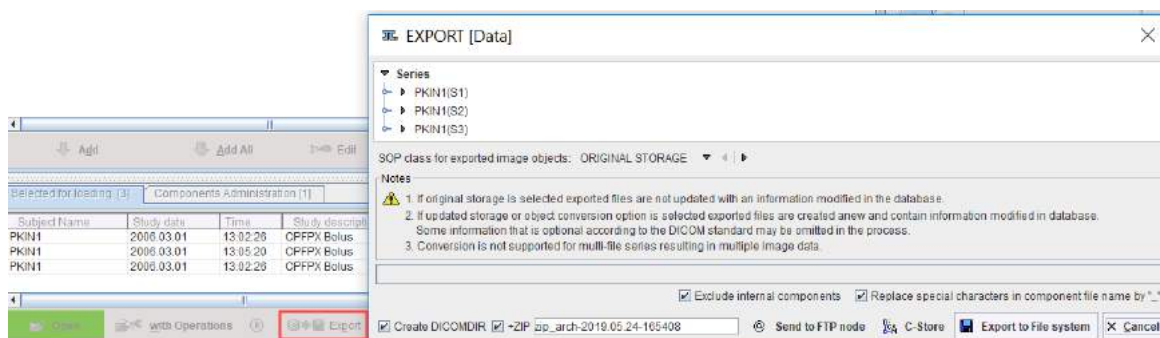 EXPORT [Data]
Series
PKIN1(S1)
PKIN1(S2)
PKIN1(S3)
SOP class for exported image objects: ORIGINAL STORAGE
Notes
1. If original storage is selected exported files are not updated with an information modified in the database.
2. If updated storage or object conversion option is selected exported files are created anew and contain information modified in database.
Some information that is optional according to the DICOM standard may be omitted in the process.
3. Conversion is not supported for multi-file series resulting in multiple image data.
Exclude internal components Replace special characters in component file name by "_"
Create DICOMDIR +ZIP zip_arch-2019.05.24-165408 Send to FTP node C-Store Export to File system Cancel
Add Add All Edit
Selected for loading [3] Components Administration [1]
Subject Name Study date Time Study descript
PKIN1 2006.03.01 13:02:26 CPFPX Bolus
PKIN1 2006.03.01 13:05:20 CPFPX Bolus
PKIN1 2006.03.01 13:02:26 CPFPX Bolus
Open with Operations Export